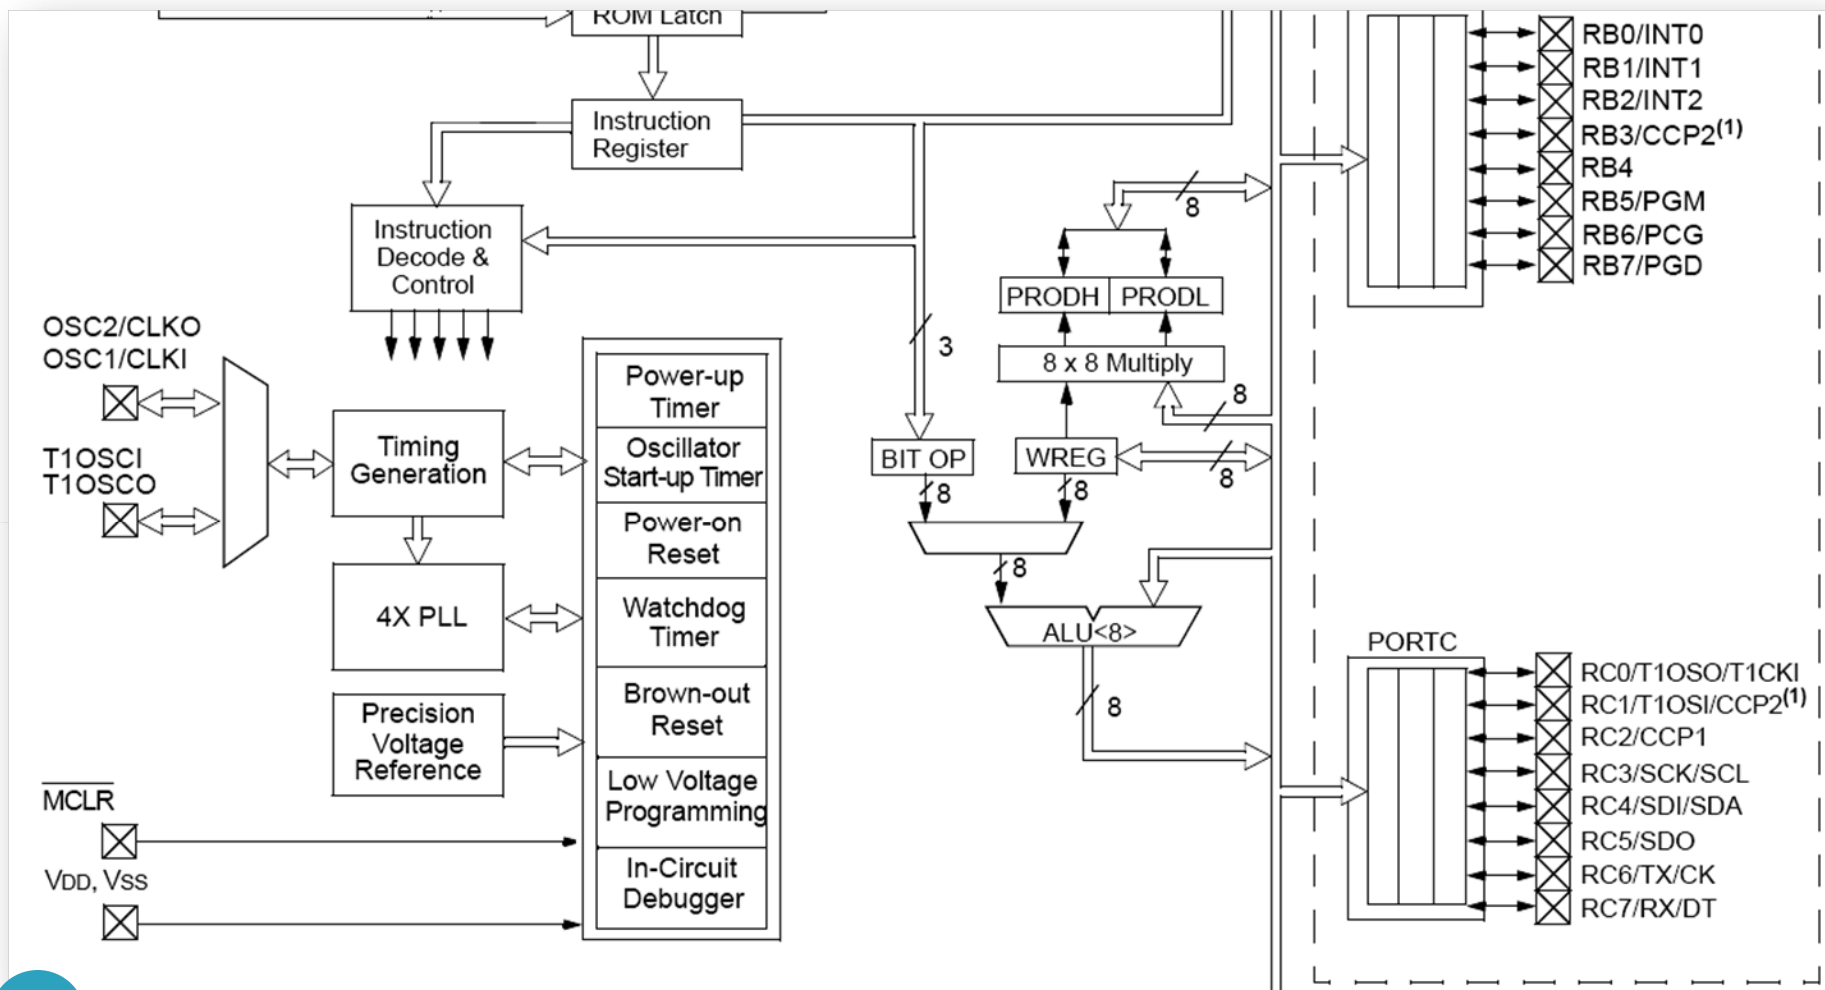 ROM Latch
Instruction
Register
Instruction
Decode &
Control
OSC2/CLKO
OSC1/CLKI
T1OSCI
T1OSCO
Timing
Generation
4X PLL
Precision
Voltage
Reference
MCLR
VDD, VSS
Power-up
Timer
Oscillator
Start-up Timer
Power-on
Reset
Watchdog
Timer
Brown-out
Reset
Low Voltage
Programming
In-Circuit
Debugger
3
BIT OP
8
8
PRODH PRODL
8 x 8 Multiply
8
WREG
8
8
8
ALU<8>
8
RB0/INT0
RB1/INT1
RB2/INT2
RB3/CCP2(1)
RB4
RB5/PGM
RB6/PCG
RB7/PGD
PORTC
RC0/T1OSO/T1CKI
RC1/T1OSI/CCP2(1)
RC2/CCP1
RC3/SCK/SCL
RC4/SDI/SDA
RC5/SDO
RC6/TX/CK
RC7/RX/DT